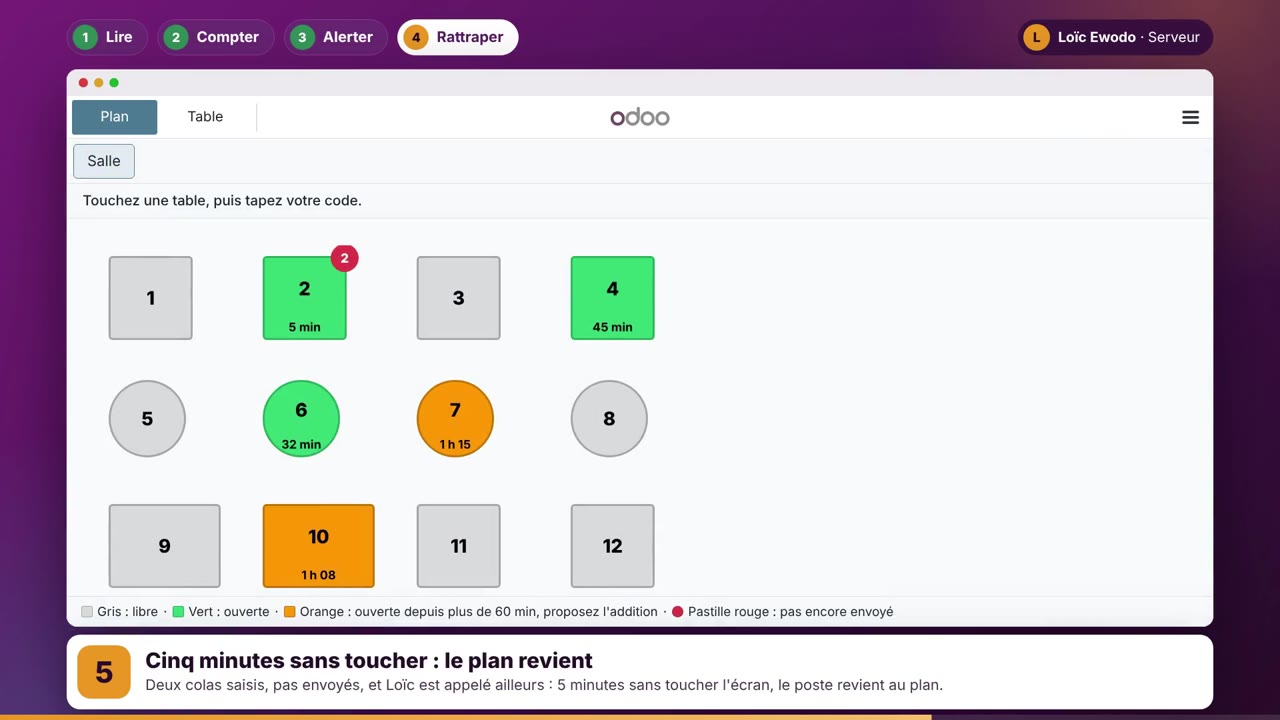 1 Lire 2 Compter 3 Alerter 4 Rattraper L Loïc Ewodo · Serveur
Plan Table odoo
Salle
Touchez une table, puis tapez votre code.
2
1 2 3 4
5 min 45 min
5 6 7 8
32 min 1 h 15
9 10 11 12
1 h 08
Gris : libre · Vert : ouverte · Orange : ouverte depuis plus de 60 min, proposez l'addition · Pastille rouge : pas encore envoyé
5 Cinq minutes sans toucher : le plan revient
Deux colas saisis, pas envoyés, et Loïc est appelé ailleurs : 5 minutes sans toucher l'écran, le poste revient au plan.